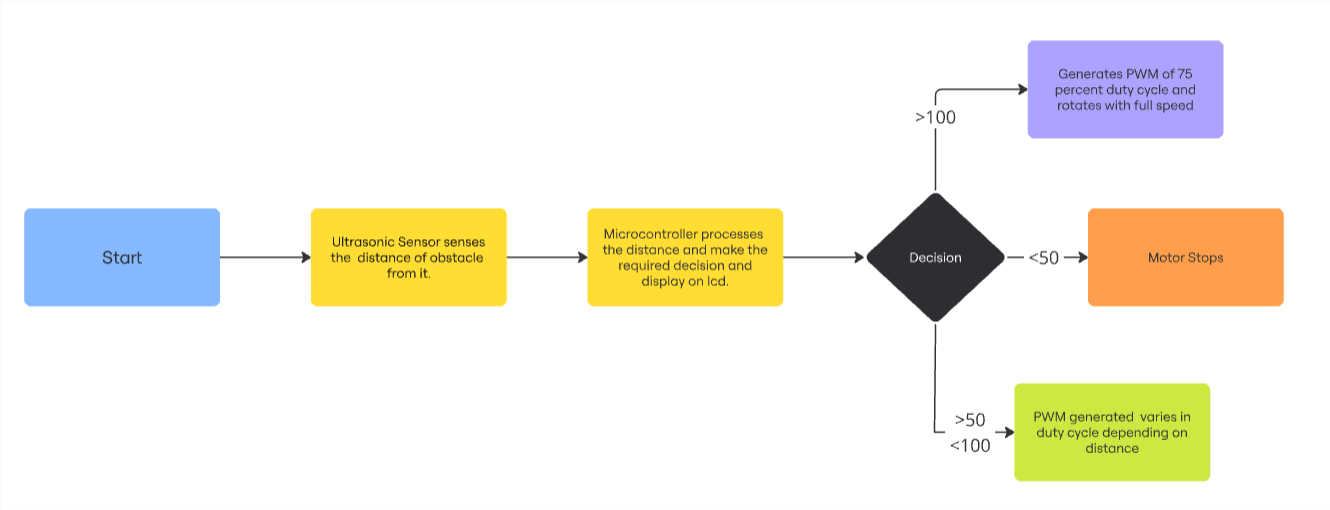 Start
Ultrasonic Sensor senses
the  distance of obstacle
from it.
Microcontroller processes
the distance and make the
required decision and
display on lcd.
Decision
>100
Generates PWM of 75
percent duty cycle and
rotates with full speed
<50
Motor Stops
>50
<100
PWM generated  varies in
duty cycle depending on
distance